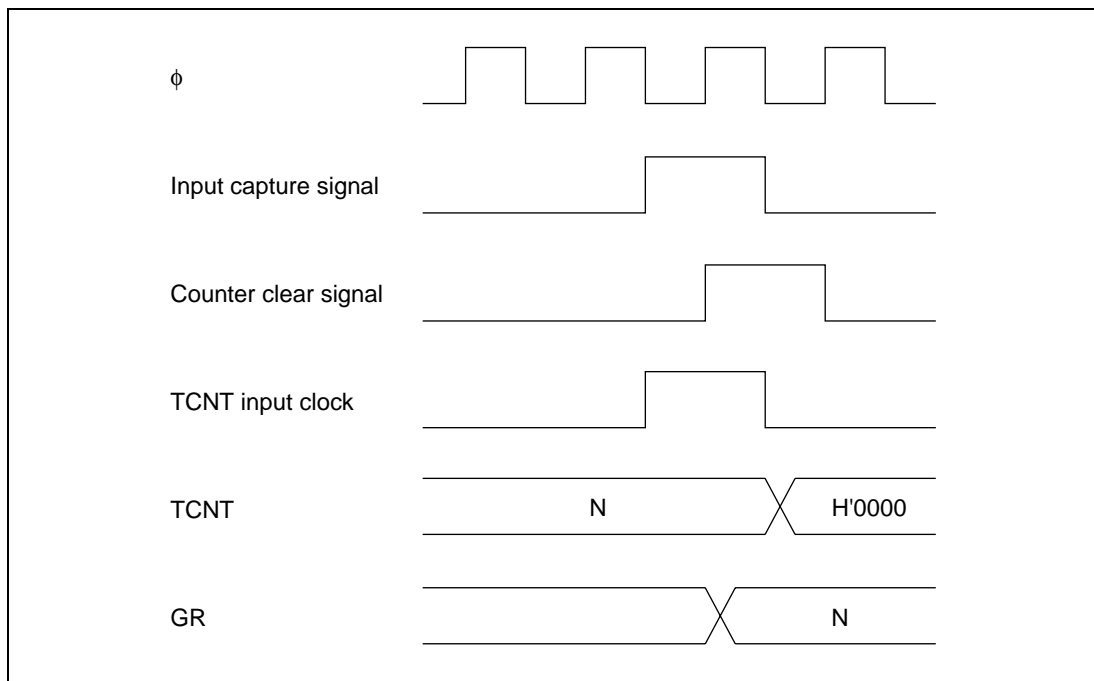 ϕ
Input capture signal
Counter clear signal
TCNT input clock
TCNT N H'0000
GR N